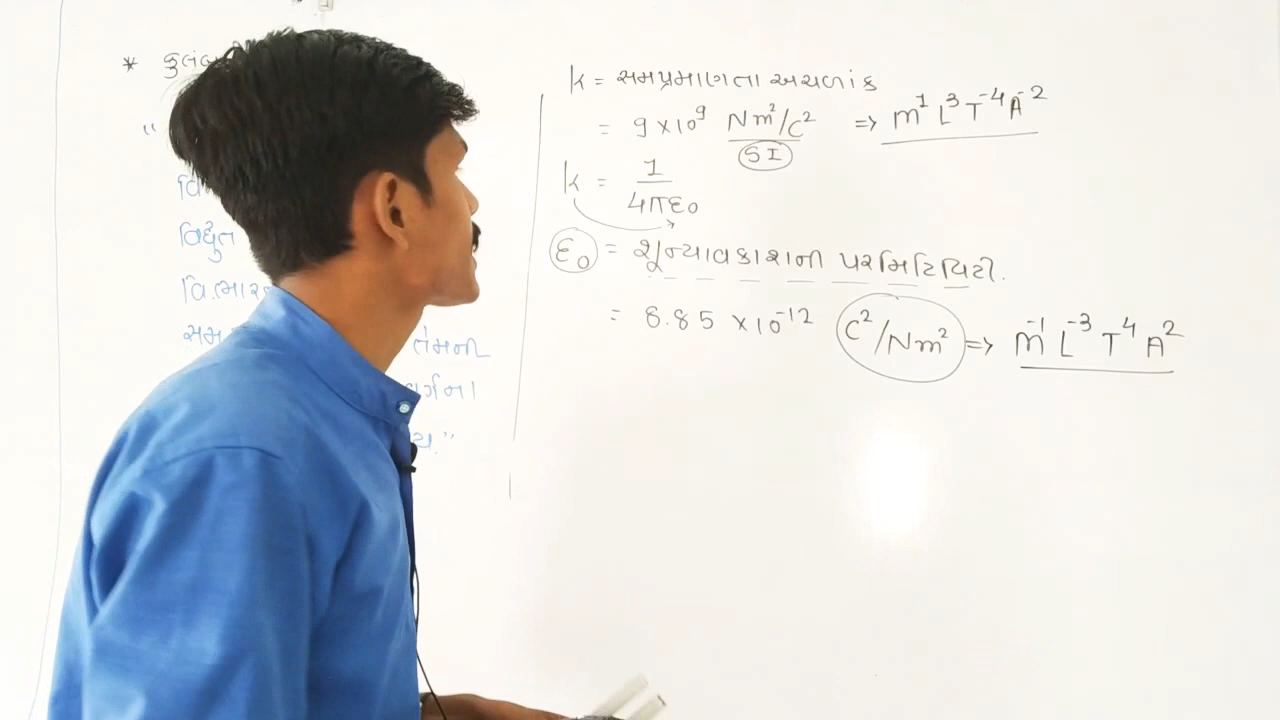 *
"
વિદ્યુત
વિ.ભાર
સમ તેમની
વર્ગના
"
k = સમપ્રમાણતા અચળાંક
= 9 × 10⁹ Nm²/C² => M¹ L³ T⁻⁴ A⁻²
SI
k = 1 / 4πε0
ε₀ = શૂન્યાવકાશની પરમિટિવિટી.
= 8.85 × 10⁻¹² C²/Nm² => M⁻¹ L⁻³ T⁴ A²